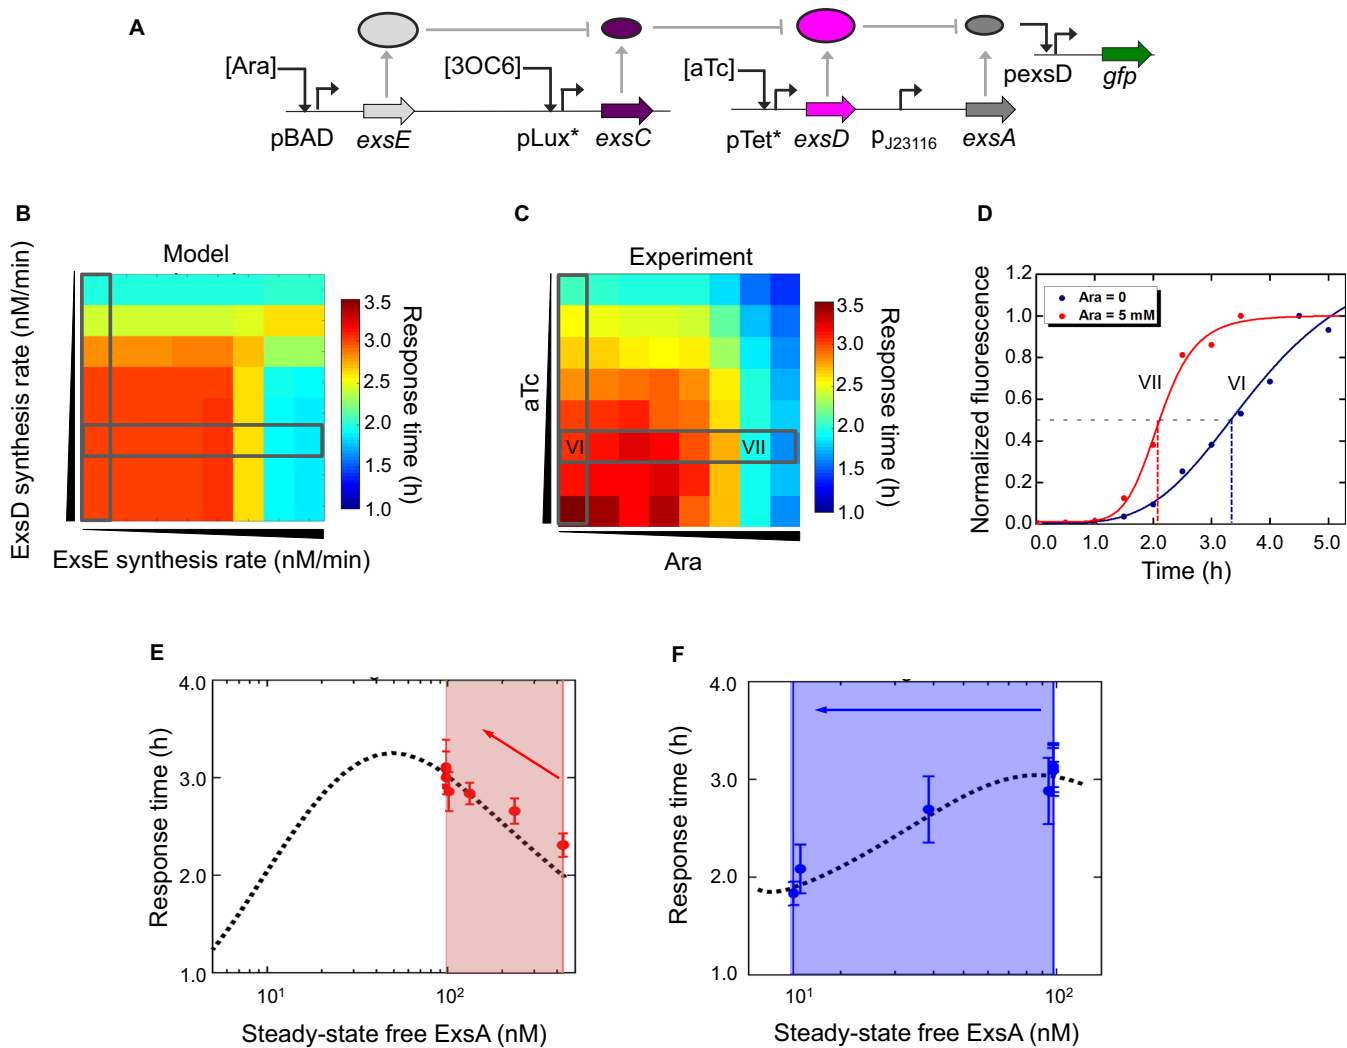 A
[Ara]
[3OC6]
[aTc]
pexsD
gfp
pBAD
exsE
pLux*
exsC
pTet*
exsD
pJ23116
exsA
B
Model
ExsD synthesis rate (nM/min)
3.5
3.0
2.5
2.0
1.5
1.0
Response time (h)
ExsE synthesis rate (nM/min)
C
Experiment
aTc
VI
VII
3.5
3.0
2.5
2.0
1.5
1.0
Response time (h)
Ara
D
Normalized fluorescence
1.2
1.0
0.8
0.6
0.4
0.2
0.0
Ara = 0
Ara = 5 mM
VII
VI
0.0 1.0 2.0 3.0 4.0 5.0
Time (h)
E
Response time (h)
4.0
3.0
2.0
1.0
10¹ 10²
Steady-state free ExsA (nM)
F
Response time (h)
4.0
3.0
2.0
1.0
10¹ 10²
Steady-state free ExsA (nM)